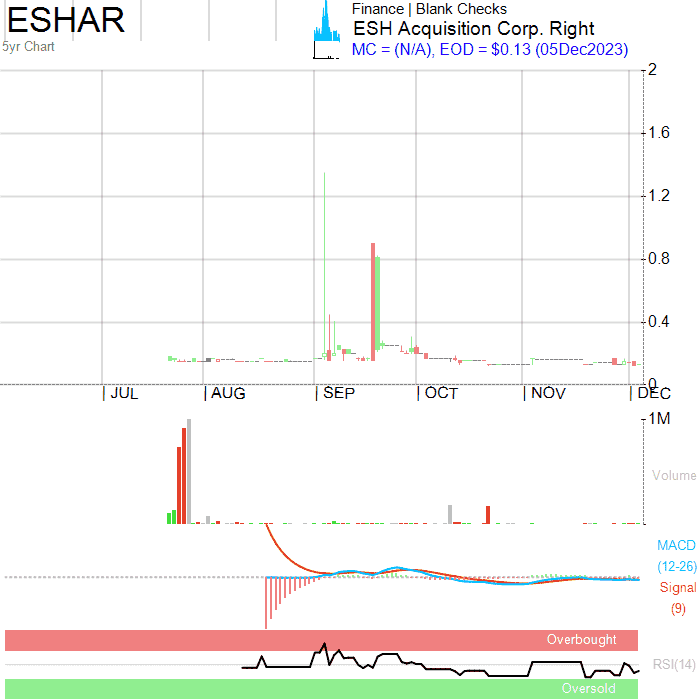 ESHAR
5yr Chart
Finance | Blank Checks
ESH Acquisition Corp. Right
MC = (N/A), EOD = $0.13 (05Dec2023)
2
1.6
1.2
0.8
0.4
0
| JUL | AUG | SEP | OCT | NOV | DEC
1M
Volume
MACD
(12-26)
Signal
(9)
Overbought
RSI(14)
Oversold